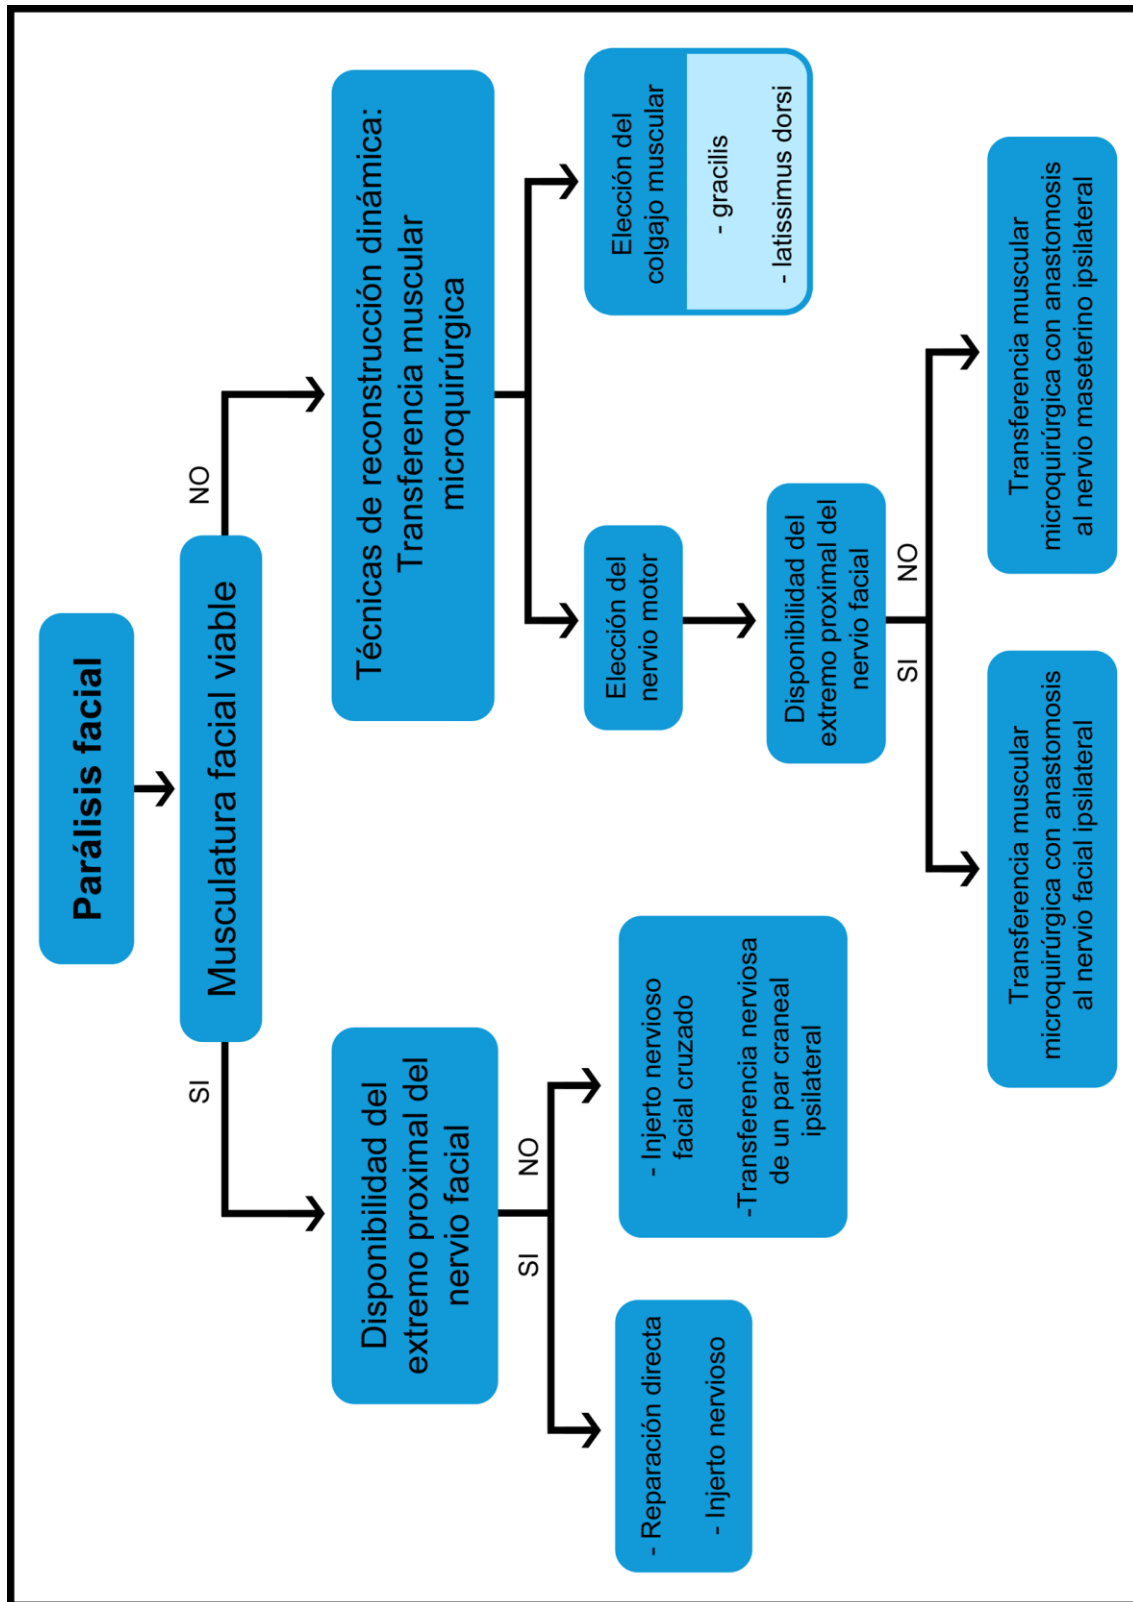 Parálisis facial
Musculatura facial viable
SI
NO
Disponibilidad del
extremo proximal del
nervio facial
SI
NO
- Reparación directa
- Injerto nervioso
- Injerto nervioso
facial cruzado
-Transferencia nerviosa
de un par craneal
ipsilateral
Técnicas de reconstrucción dinámica:
Transferencia muscular
microquirúrgica
Elección del
nervio motor
Elección del
colgajo muscular
- gracilis
- latissimus dorsi
Disponibilidad del
extremo proximal del
nervio facial
SI
NO
Transferencia muscular
microquirúrgica con anastomosis
al nervio facial ipsilateral
Transferencia muscular
microquirúrgica con anastomosis
al nervio maseterino ipsilateral